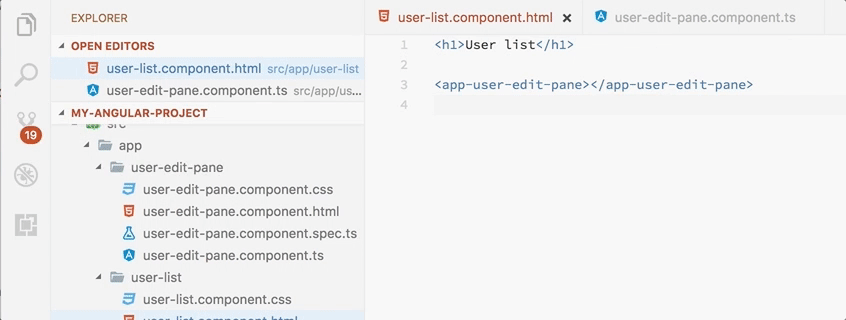 EXPLORER
OPEN EDITORS
user-list.component.html src/app/user-list
user-edit-pane.component.ts src/app/us...
MY-ANGULAR-PROJECT
src
app
user-edit-pane
user-edit-pane.component.css
user-edit-pane.component.html
user-edit-pane.component.spec.ts
user-edit-pane.component.ts
user-list
user-list.component.css
user-list.component.html
19
user-list.component.html
user-edit-pane.component.ts
1 <h1>User list</h1>
2
3 <app-user-edit-pane></app-user-edit-pane>
4